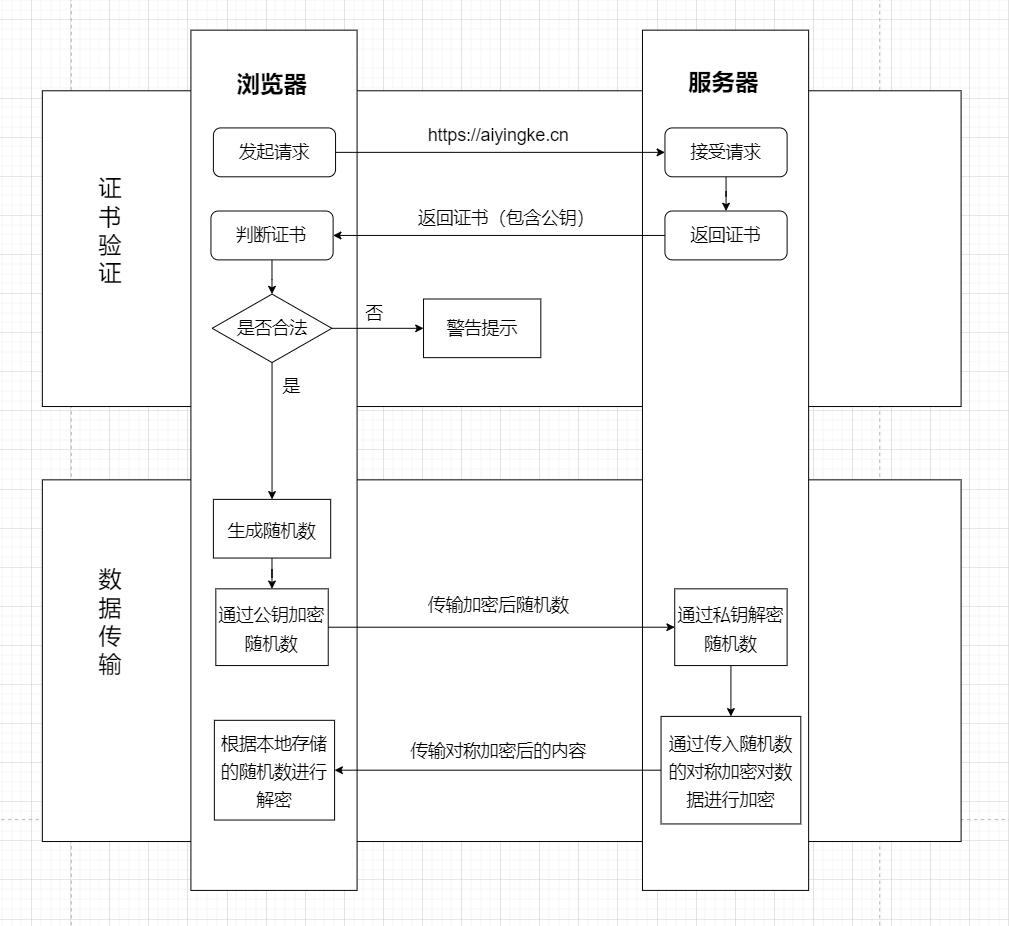 浏览器
服务器
证
书
验
证
发起请求
https://aiyingke.cn
接受请求
判断证书
返回证书（包含公钥）
返回证书
是否合法
否
警告提示
是
数
据
传
输
生成随机数
通过公钥加密
随机数
传输加密后随机数
通过私钥解密
随机数
根据本地存储
的随机数进行
解密
传输对称加密后的内容
通过传入随机数
的对称加密对数
据进行加密